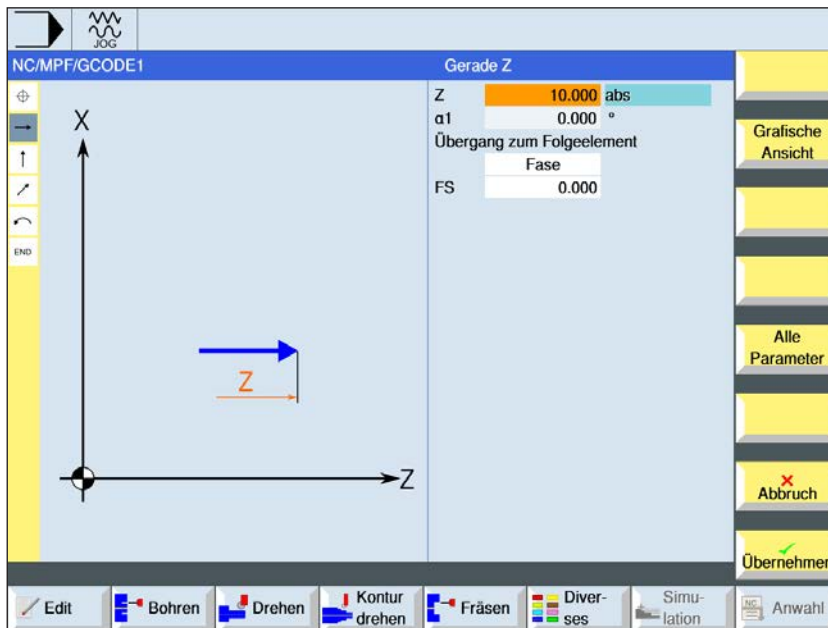 JOG
NC/MPF/GCODE1
Gerade Z
Z 10.000 abs
α1 0.000 °
Übergang zum Folgeelement
Fase
FS 0.000
END
X
Z
Z
Grafische
Ansicht
Alle
Parameter
Abbruch
Übernehmen
Edit
Bohren
Drehen
Kontur
drehen
Fräsen
Diver-
ses
Simu-
lation
NC
Anwahl